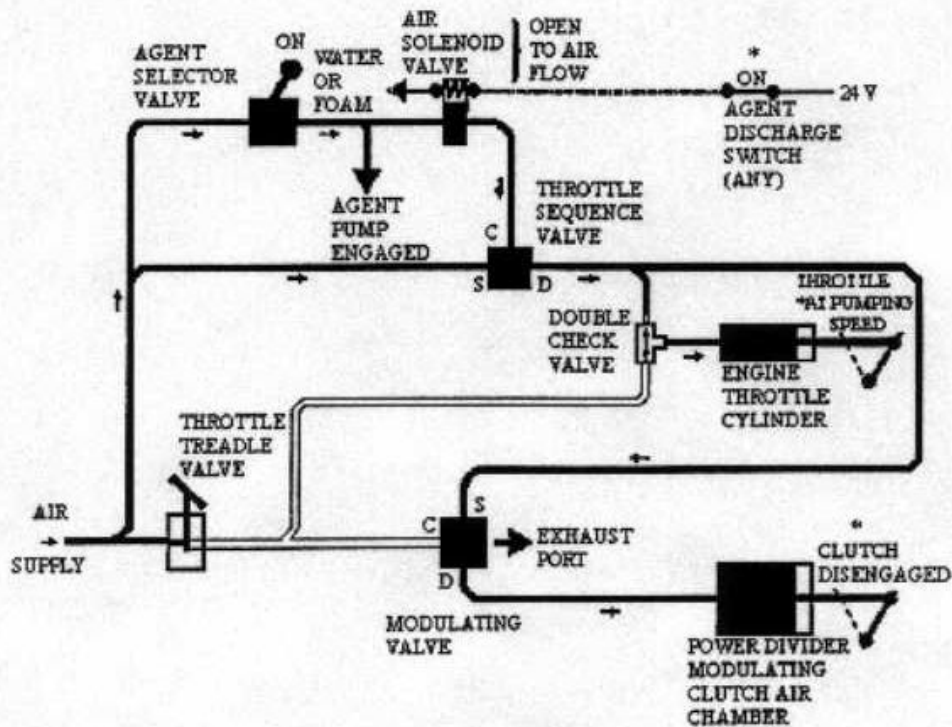 AGENT
SELECTOR
VALVE
ON
WATER
OR
FOAM
AIR
SOLENOID
VALVE
OPEN
TO AIR
FLOW
*
ON
24 V
AGENT
DISCHARGE
SWITCH
(ANY)
AGENT
PUMP
ENGAGED
C
S
D
THROTTLE
SEQUENCE
VALVE
DOUBLE
CHECK
VALVE
THROTTLE
*AT PUMPING
SPEED
ENGINE
THROTTLE
CYLINDER
THROTTLE
TREADLE
VALVE
AIR
SUPPLY
S
C
D
EXHAUST
PORT
MODULATING
VALVE
CLUTCH
DISENGAGED
POWER DIVIDER
MODULATING
CLUTCH AIR
CHAMBER